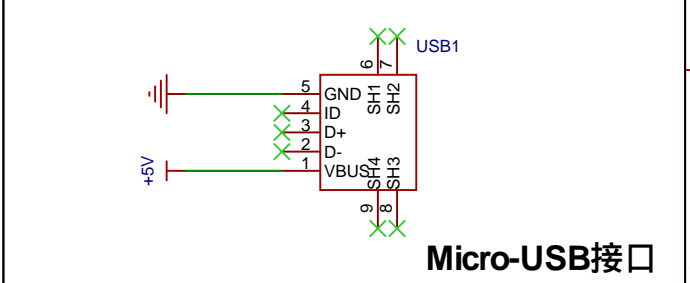 USB1
6
7
SH1
SH2
5
GND
4
ID
3
D+
2
D-
1
VBUS
+5V
SH4
SH3
9
8
Micro-USB接口